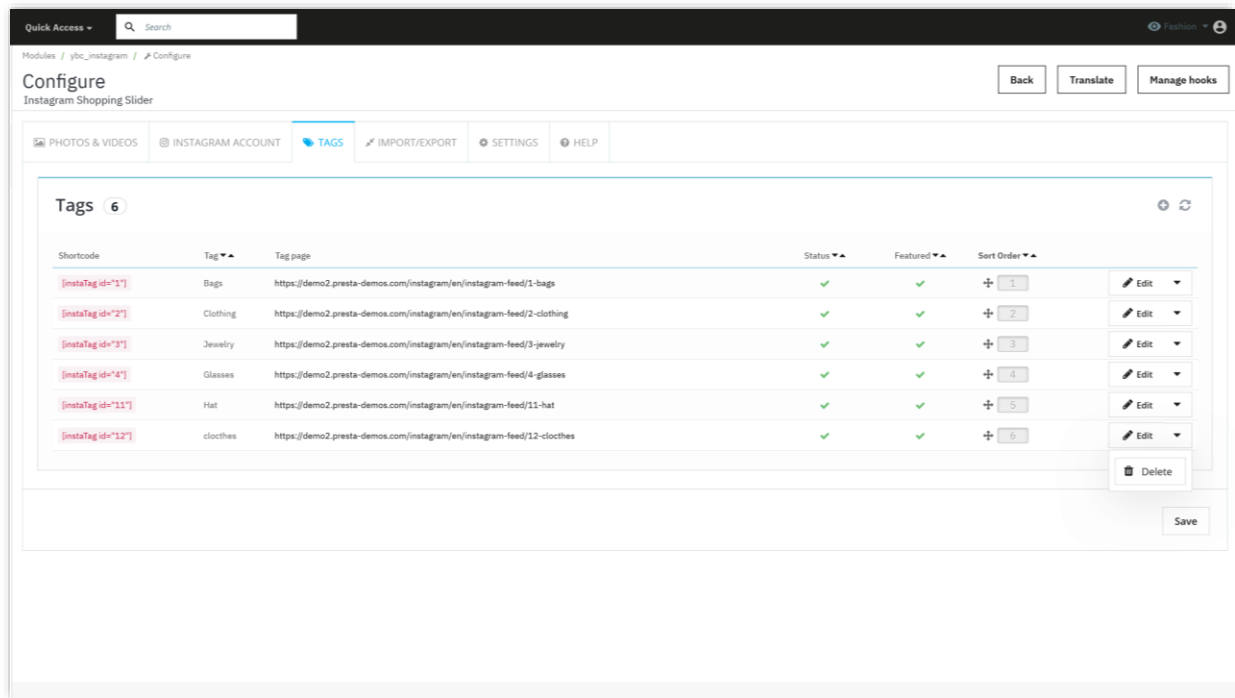 Quick Access Search Fashion
Modules / ybc_instagram / Configure
Configure
Instagram Shopping Slider
Back Translate Manage hooks
PHOTOS & VIDEOS INSTAGRAM ACCOUNT TAGS IMPORT/EXPORT SETTINGS HELP
Tags 6
Shortcode Tag Tag page Status Featured Sort Order
[instaTag id="1"] Bags https://demo2.presta-demos.com/instagram/en/instagram-feed/1-bags 1 Edit
[instaTag id="2"] Clothing https://demo2.presta-demos.com/instagram/en/instagram-feed/2-clothing 2 Edit
[instaTag id="3"] Jewelry https://demo2.presta-demos.com/instagram/en/instagram-feed/3-jewelry 3 Edit
[instaTag id="4"] Glasses https://demo2.presta-demos.com/instagram/en/instagram-feed/4-glasses 4 Edit
[instaTag id="11"] Hat https://demo2.presta-demos.com/instagram/en/instagram-feed/11-hat 5 Edit
[instaTag id="12"] clocthes https://demo2.presta-demos.com/instagram/en/instagram-feed/12-clocthes 6 Edit
Delete
Save